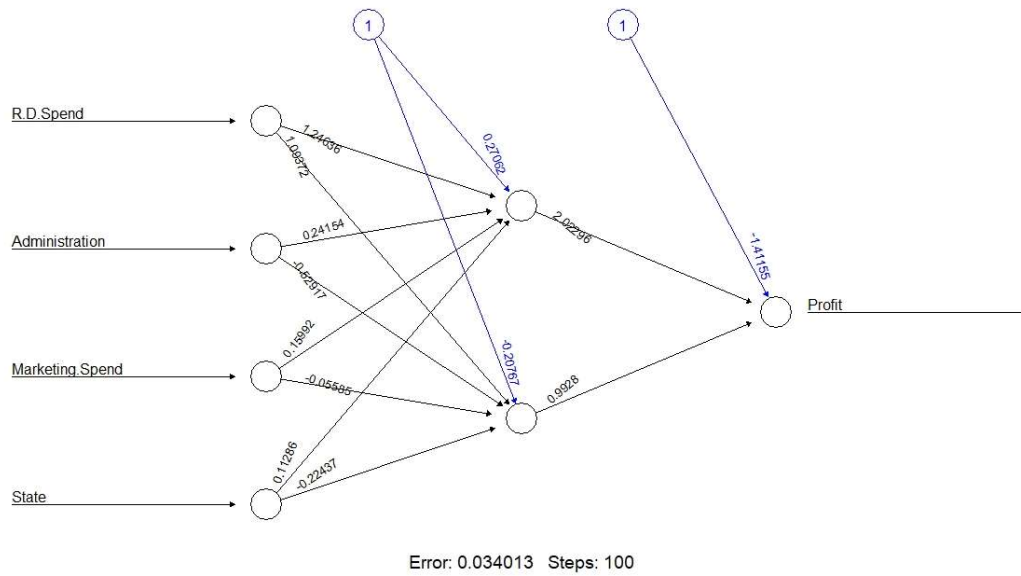 1
1
R.D.Spend
1.24636
1.09372
0.27062
Administration
0.24154
-0.52917
2.02296
-1.41155
Profit
Marketing.Spend
0.15992
-0.05585
-0.20767
0.9928
State
0.11286
-0.22437
Error: 0.034013 Steps: 100